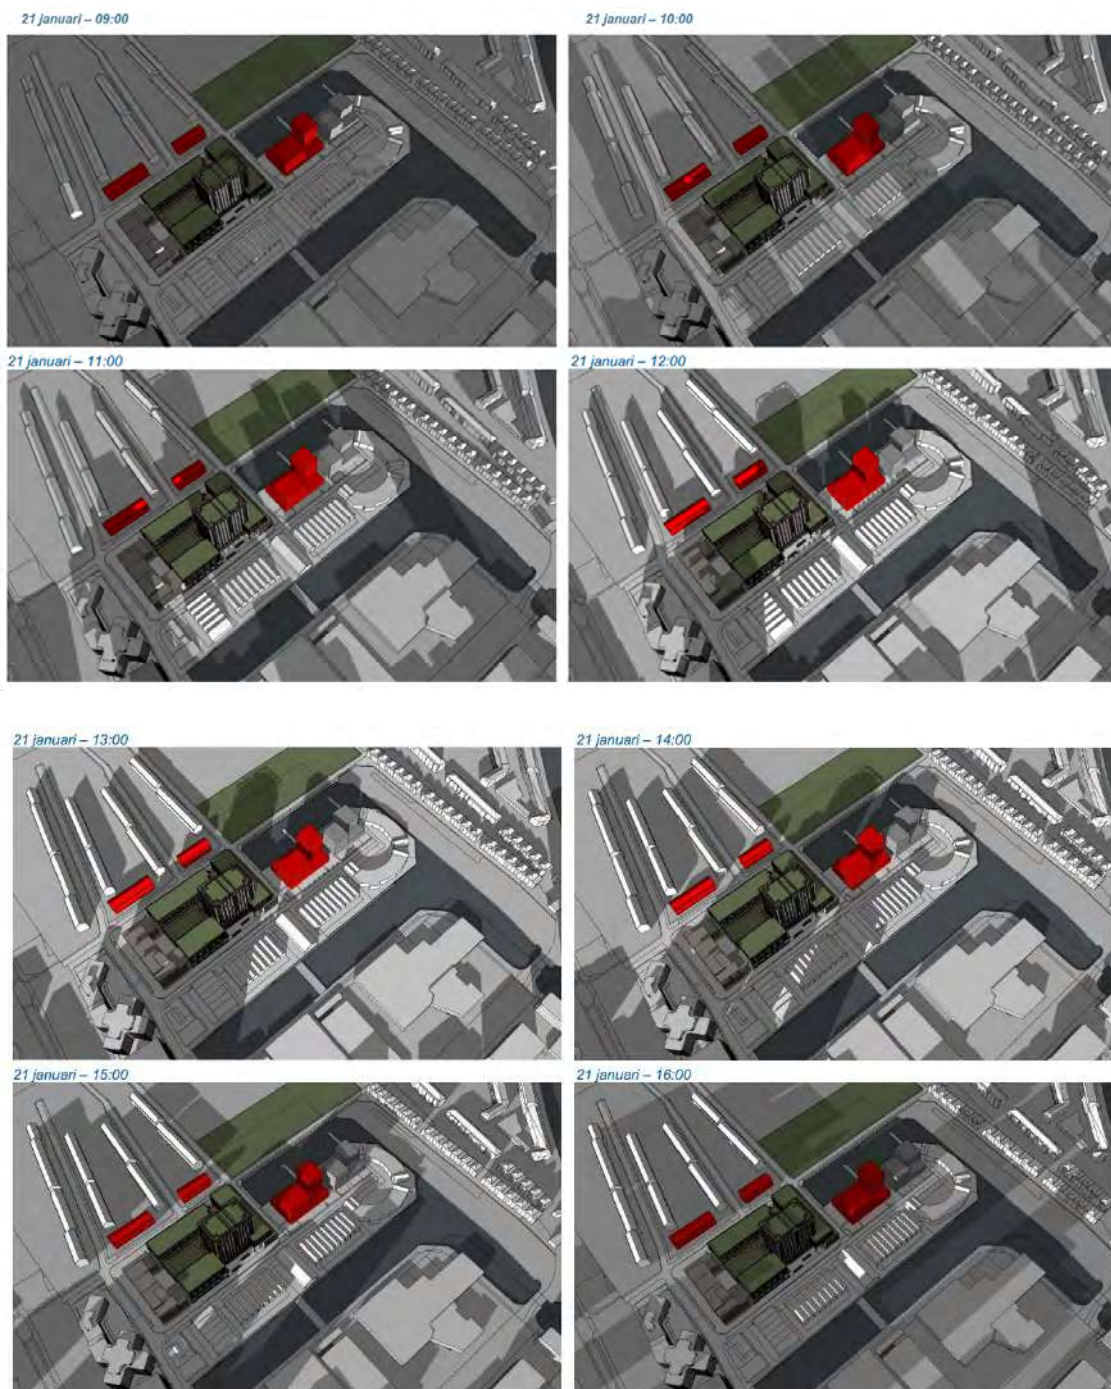 21 januari – 09:00
21 januari – 10:00
21 januari – 11:00
21 januari – 12:00
21 januari – 13:00
21 januari – 14:00
21 januari – 15:00
21 januari – 16:00